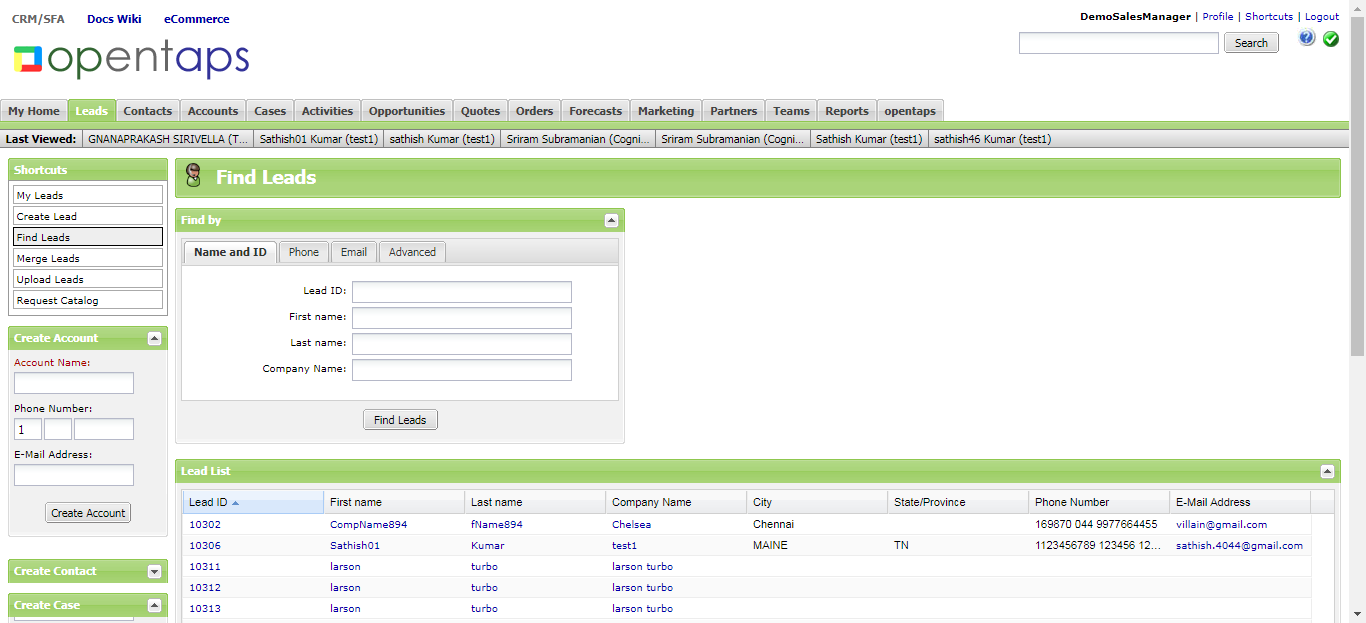 CRM/SFA Docs Wiki eCommerce
DemoSalesManager | Profile | Shortcuts | Logout
opentaps
Search
My Home Leads Contacts Accounts Cases Activities Opportunities Quotes Orders Forecasts Marketing Partners Teams Reports opentaps
Last Viewed: GNANAPRAKASH SIRIVELLA (T... Sathish01 Kumar (test1) sathish Kumar (test1) Sriram Subramanian (Cogni... Sriram Subramanian (Cogni... Sathish Kumar (test1) sathish46 Kumar (test1)
Shortcuts
My Leads
Create Lead
Find Leads
Merge Leads
Upload Leads
Request Catalog
Create Account
Account Name:
Phone Number:
1
E-Mail Address:
Create Account
Create Contact
Create Case
Find Leads
Find by
Name and ID Phone Email Advanced
Lead ID:
First name:
Last name:
Company Name:
Find Leads
Lead List
Lead ID First name Last name Company Name City State/Province Phone Number E-Mail Address
10302 CompName894 fName894 Chelsea Chennai 169870 044 9977664455 villain@gmail.com
10306 Sathish01 Kumar test1 MAINE TN 1123456789 123456 12... sathish.4044@gmail.com
10311 larson turbo larson turbo
10312 larson turbo larson turbo
10313 larson turbo larson turbo